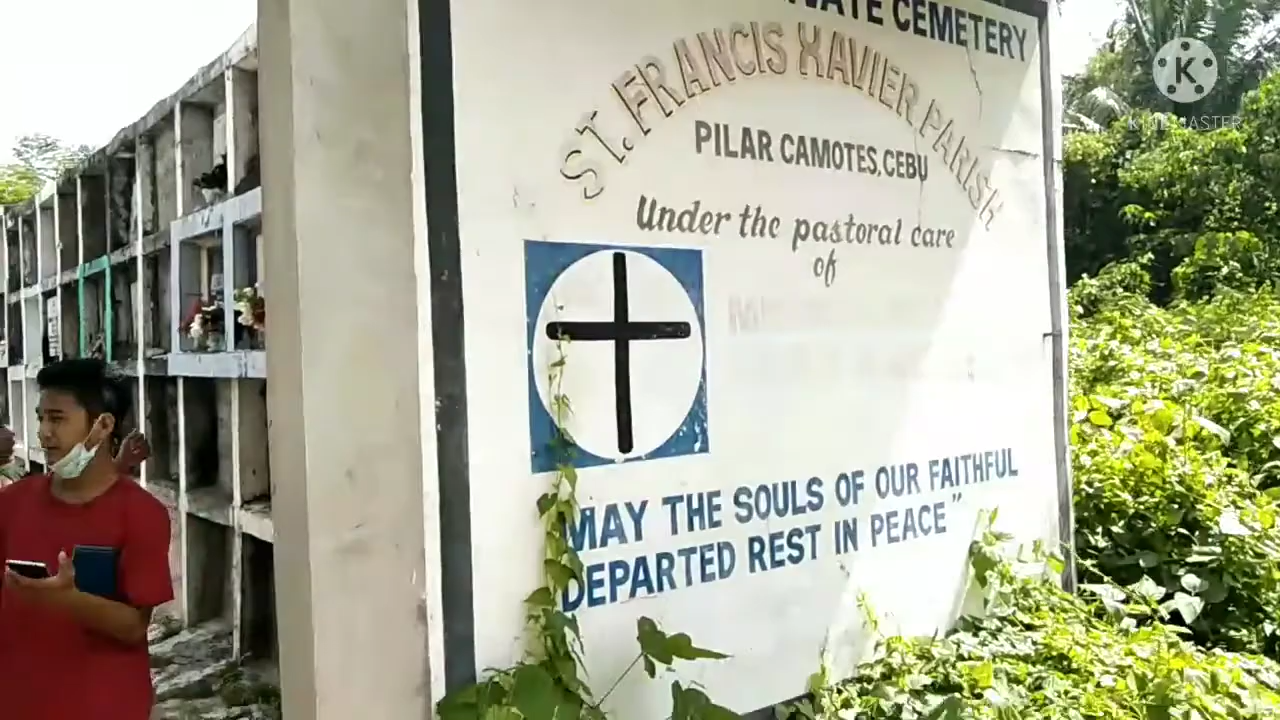 CEMETERY
ST. FRANCIS XAVIER PARISH
PILAR CAMOTES, CEBU
Under the pastoral care
of
MAY THE SOULS OF OUR FAITHFUL
DEPARTED REST IN PEACE"
K
KINEMASTER